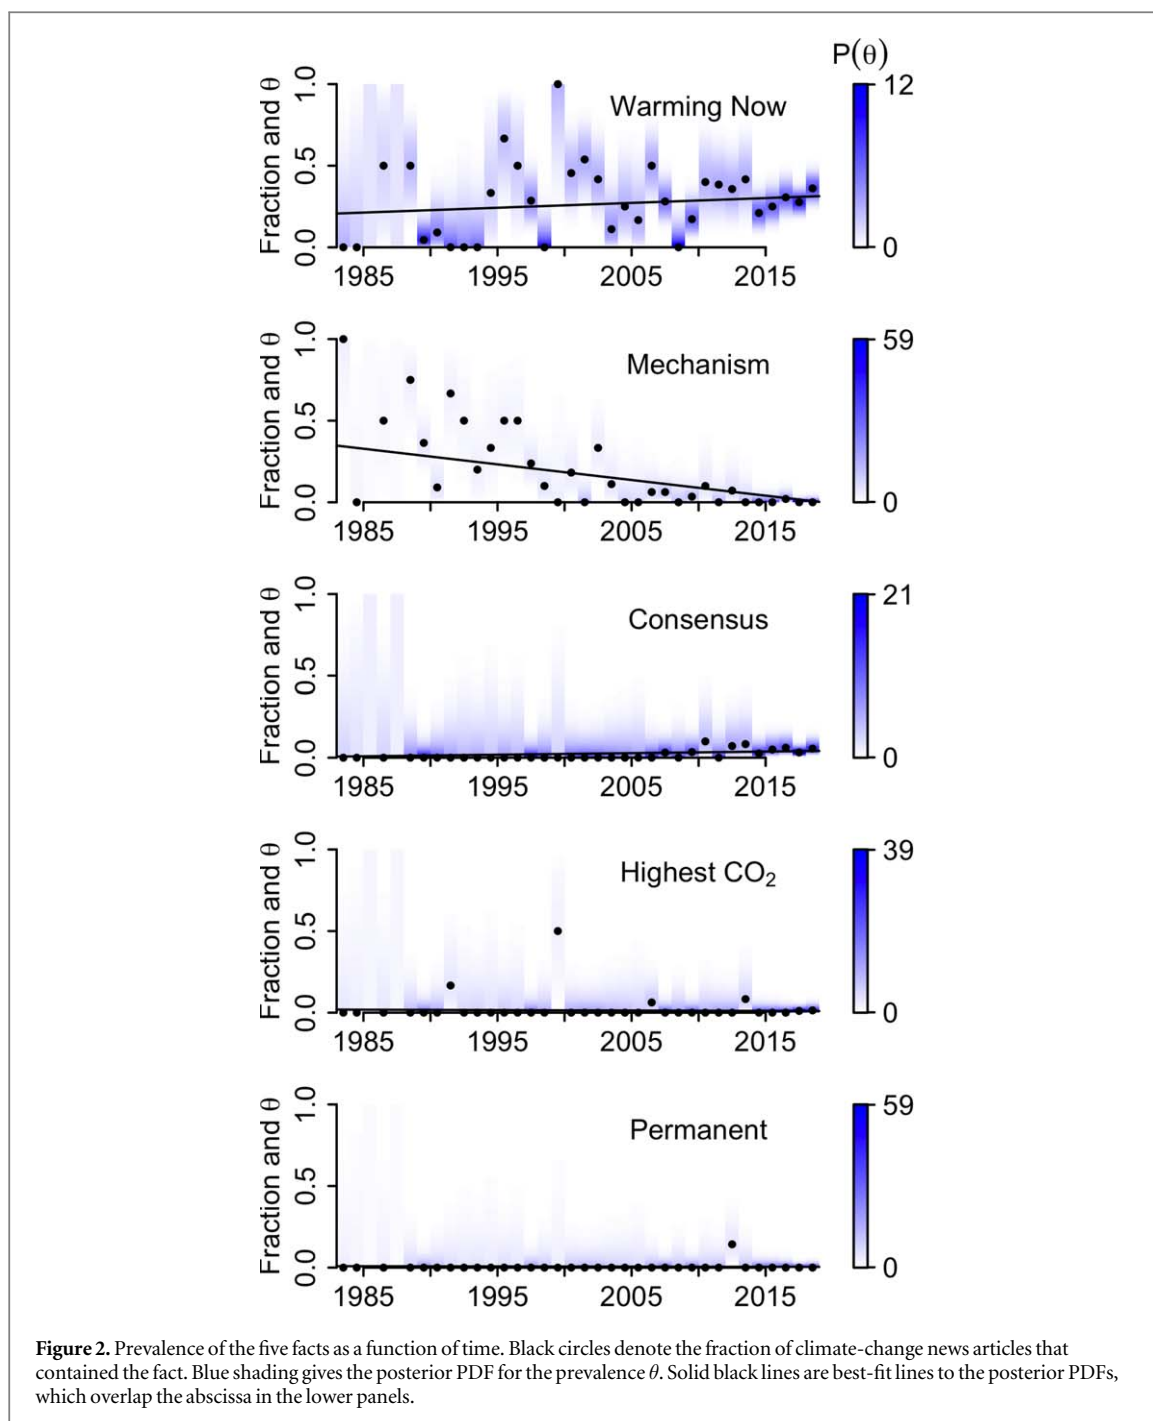 P(θ)
Fraction and θ
1.0
0.5
0.0
Warming Now
12
0
1985 1995 2005 2015
Fraction and θ
1.0
0.5
0.0
Mechanism
59
0
1985 1995 2005 2015
Fraction and θ
1.0
0.5
0.0
Consensus
21
0
1985 1995 2005 2015
Fraction and θ
1.0
0.5
0.0
Highest CO₂
39
0
1985 1995 2005 2015
Fraction and θ
1.0
0.5
0.0
Permanent
59
0
1985 1995 2005 2015
Figure 2. Prevalence of the five facts as a function of time. Black circles denote the fraction of climate-change news articles that
contained the fact. Blue shading gives the posterior PDF for the prevalence θ. Solid black lines are best-fit lines to the posterior PDFs,
which overlap the abscissa in the lower panels.